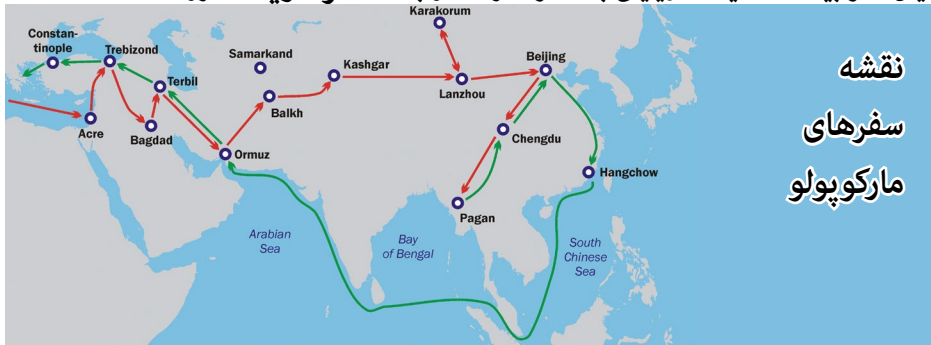 Karakorum
Constan-
tinople
Trebizond
Samarkand
Terbil
Kashgar
Beijing
Lanzhou
Balkh
Acre
Bagdad
Chengdu
Ormuz
Hangchow
Pagan
Arabian
Sea
Bay
of Bengal
South
Chinese
Sea
نقشه
سفرهای
مارکوپولو